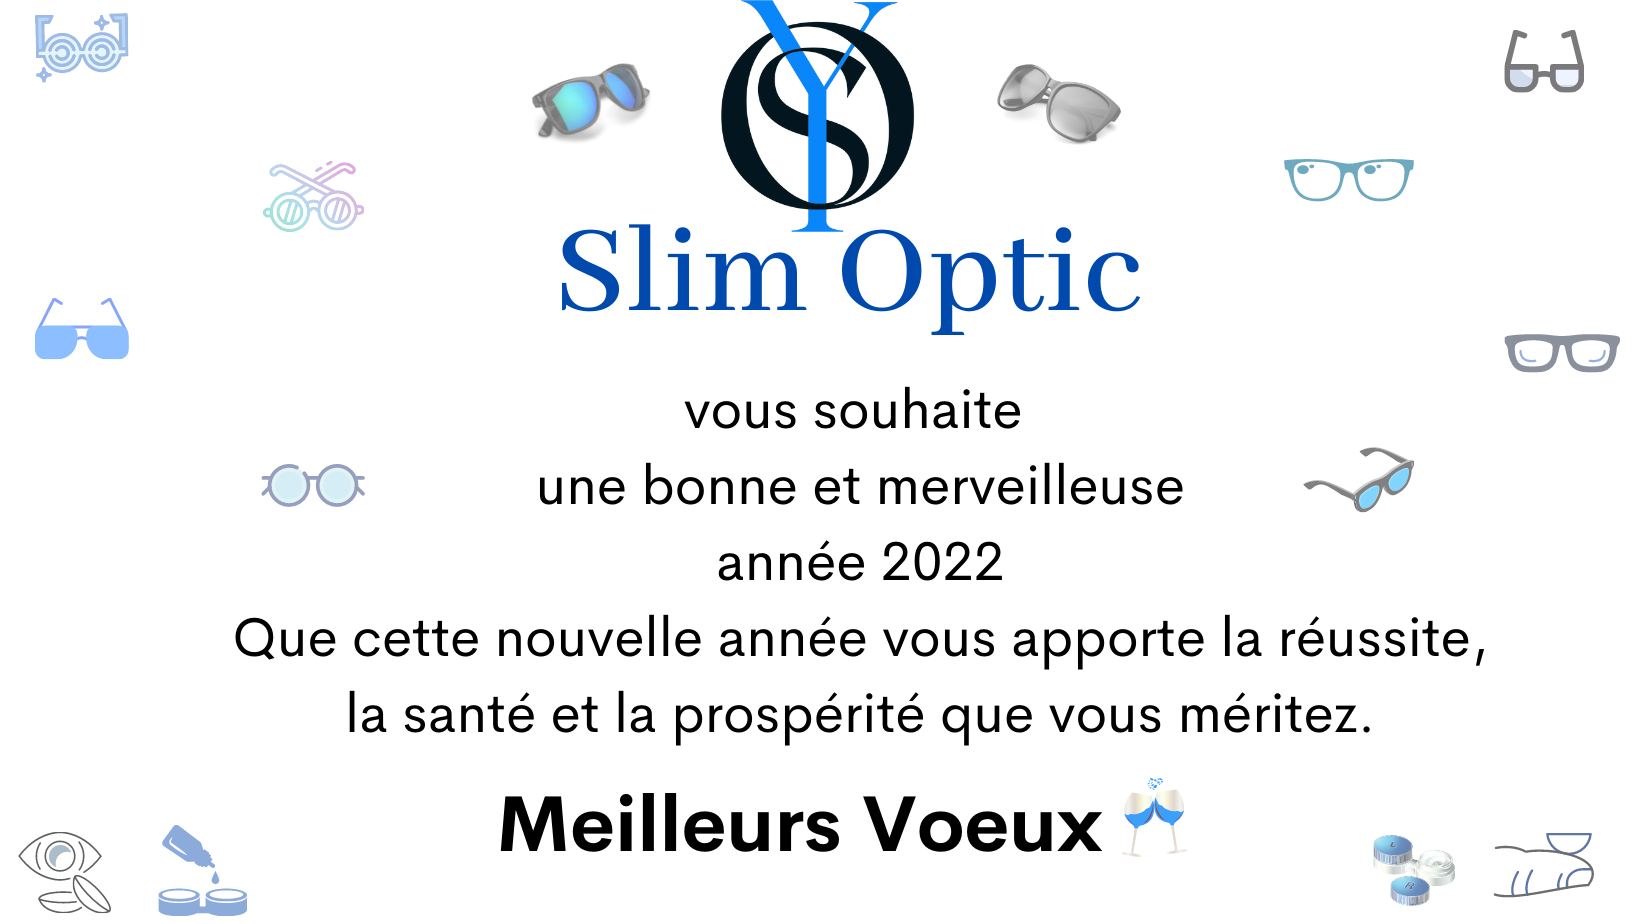 YSO
Slim Optic
vous souhaite
une bonne et merveilleuse
année 2022
Que cette nouvelle année vous apporte la réussite,
la santé et la prospérité que vous méritez.
Meilleurs Voeux